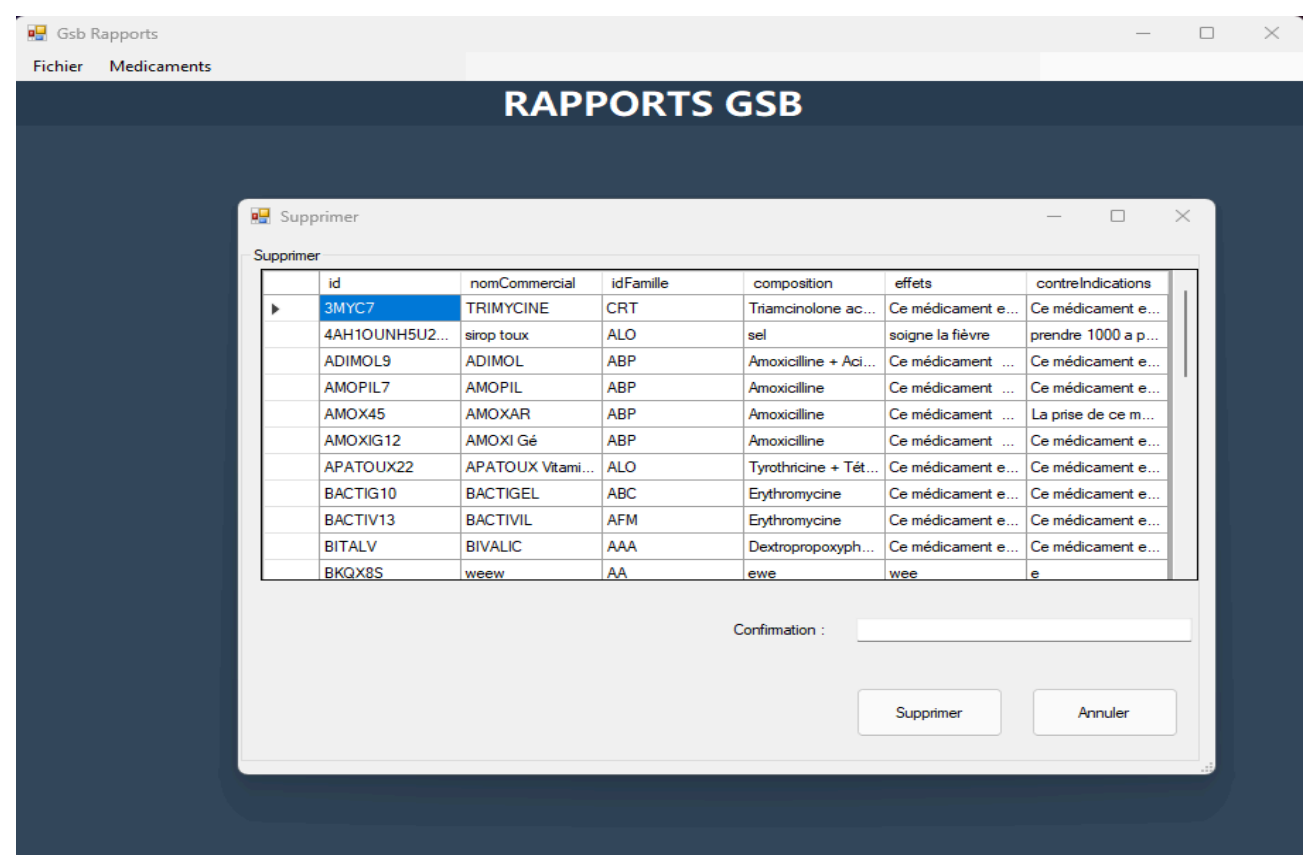 Gsb Rapports
Fichier Medicaments
RAPPORTS GSB
Supprimer
Supprimer
id nomCommercial idFamille composition effets contreIndications
3MYC7 TRIMYCINE CRT Triamcinolone ac... Ce médicament e... Ce médicament e...
4AH1OUNH5U2... sirop toux ALO sel soigne la fièvre prendre 1000 a p...
ADIMOL9 ADIMOL ABP Amoxicilline + Aci... Ce médicament ... Ce médicament e...
AMOPIL7 AMOPIL ABP Amoxicilline Ce médicament ... Ce médicament e...
AMOX45 AMOXAR ABP Amoxicilline Ce médicament ... La prise de ce m...
AMOXIG12 AMOXI Gé ABP Amoxicilline Ce médicament ... Ce médicament e...
APATOUX22 APATOUX Vitami... ALO Tyrothricine + Tét... Ce médicament e... Ce médicament e...
BACTIG10 BACTIGEL ABC Erythromycine Ce médicament e... Ce médicament e...
BACTIV13 BACTIVIL AFM Erythromycine Ce médicament e... Ce médicament e...
BITALV BIVALIC AAA Dextropropoxyph... Ce médicament e... Ce médicament e...
BKQX8S weew AA ewe wee e
Confirmation :
Supprimer Annuler